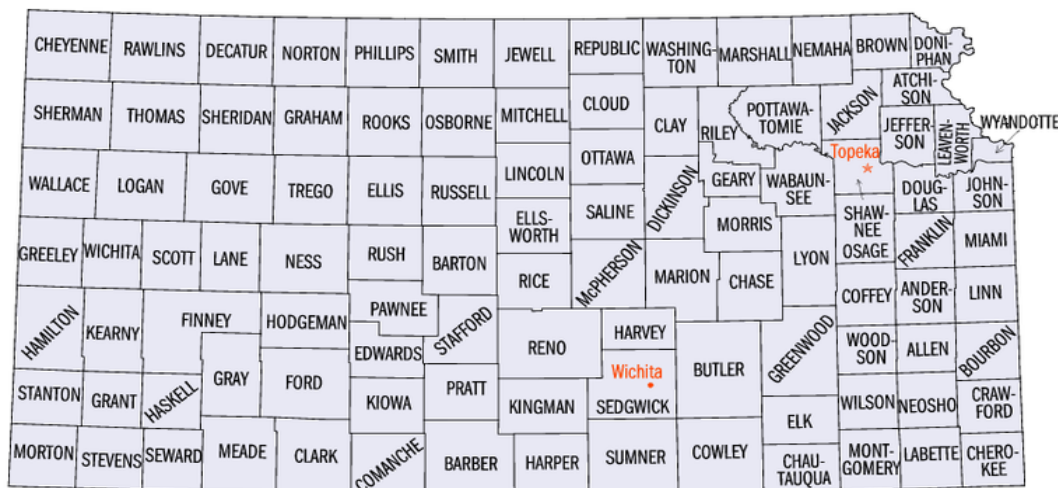 CHEYENNE
RAWLINS
DECATUR
NORTON
PHILLIPS
SMITH
JEWELL
REPUBLIC
WASHING-
TON
MARSHALL
NEMAHA
BROWN
DONI-
PHAN
SHERMAN
THOMAS
SHERIDAN
GRAHAM
ROOKS
OSBORNE
MITCHELL
CLOUD
CLAY
RILEY
POTTAWA-
TOMIE
JACKSON
ATCHI-
SON
JEFFER-
SON
LEAVEN-
WORTH
WYANDOTTE
Topeka
WALLACE
LOGAN
GOVE
TREGO
ELLIS
RUSSELL
LINCOLN
OTTAWA
SALINE
DICKINSON
GEARY
WABAUN-
SEE
SHAW-
NEE
DOUG-
LAS
JOHN-
SON
ELLS-
WORTH
MORRIS
GREELEY
WICHITA
SCOTT
LANE
NESS
RUSH
BARTON
RICE
McPHERSON
MARION
CHASE
LYON
OSAGE
FRANKLIN
MIAMI
HAMILTON
KEARNY
FINNEY
HODGEMAN
PAWNEE
STAFFORD
RENO
HARVEY
COFFEY
ANDER-
SON
LINN
EDWARDS
GREENWOOD
WOOD-
SON
ALLEN
BOURBON
STANTON
GRANT
HASKELL
GRAY
FORD
KIOWA
PRATT
KINGMAN
Wichita
SEDGWICK
BUTLER
ELK
WILSON
NEOSHO
CRAW-
FORD
MORTON
STEVENS
SEWARD
MEADE
CLARK
COMANCHE
BARBER
HARPER
SUMNER
COWLEY
CHAU-
TAUQUA
MONT-
GOMERY
LABETTE
CHERO-
KEE